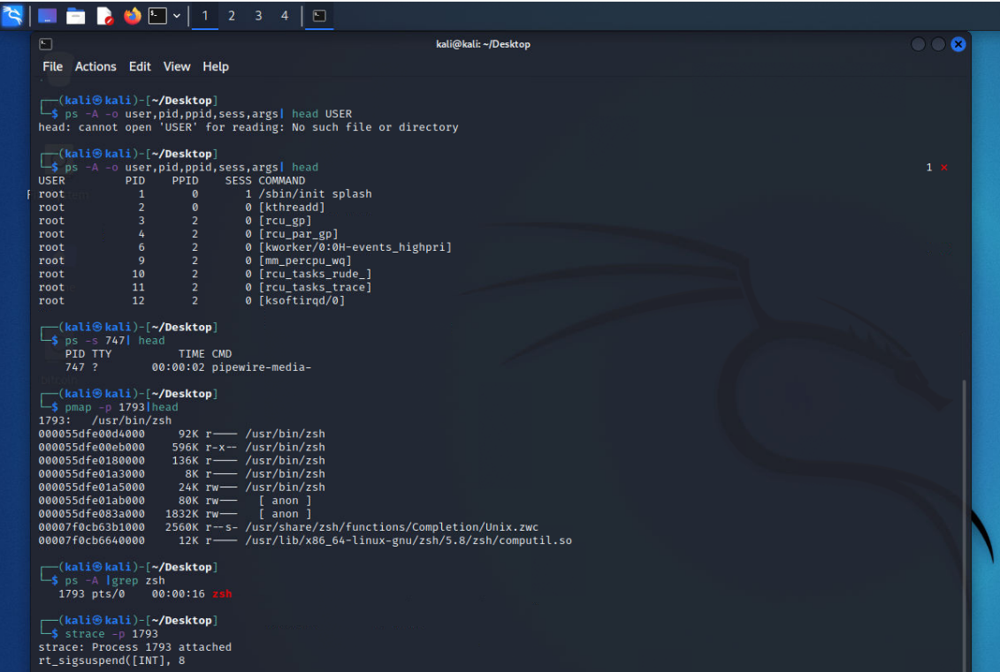 1 2 3 4
kali@kali: ~/Desktop
File Actions Edit View Help
┌──(kali㉿kali)-[~/Desktop]
└─$ ps -A -o user,pid,ppid,sess,args| head USER
head: cannot open 'USER' for reading: No such file or directory
┌──(kali㉿kali)-[~/Desktop]
└─$ ps -A -o user,pid,ppid,sess,args| head 1 ⨯
USER PID PPID SESS COMMAND
root 1 0 1 /sbin/init splash
root 2 0 0 [kthreadd]
root 3 2 0 [rcu_gp]
root 4 2 0 [rcu_par_gp]
root 6 2 0 [kworker/0:0H-events_highpri]
root 9 2 0 [mm_percpu_wq]
root 10 2 0 [rcu_tasks_rude_]
root 11 2 0 [rcu_tasks_trace]
root 12 2 0 [ksoftirqd/0]
┌──(kali㉿kali)-[~/Desktop]
└─$ ps -s 747| head
PID TTY TIME CMD
747 ? 00:00:02 pipewire-media-
┌──(kali㉿kali)-[~/Desktop]
└─$ pmap -p 1793|head
1793: /usr/bin/zsh
000055dfe00d4000 92K r---- /usr/bin/zsh
000055dfe00eb000 596K r-x-- /usr/bin/zsh
000055dfe0180000 136K r---- /usr/bin/zsh
000055dfe01a3000 8K r---- /usr/bin/zsh
000055dfe01a5000 24K rw--- /usr/bin/zsh
000055dfe01ab000 80K rw--- [ anon ]
000055dfe083a000 1832K rw--- [ anon ]
00007f0cb63b1000 2560K r--s- /usr/share/zsh/functions/Completion/Unix.zwc
00007f0cb6640000 12K r---- /usr/lib/x86_64-linux-gnu/zsh/5.8/zsh/computil.so
┌──(kali㉿kali)-[~/Desktop]
└─$ ps -A |grep zsh
1793 pts/0 00:00:16 zsh
┌──(kali㉿kali)-[~/Desktop]
└─$ strace -p 1793
strace: Process 1793 attached
rt_sigsuspend([INT], 8